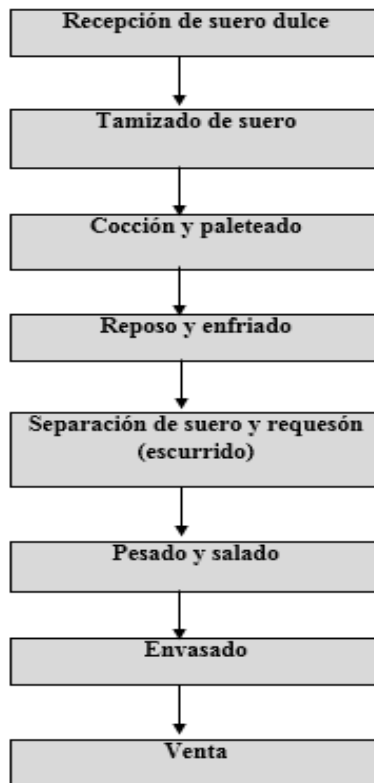 Recepción de suero dulce
Tamizado de suero
Cocción y paleteado
Reposo y enfriado
Separación de suero y requesón
(escurrido)
Pesado y salado
Envasado
Venta